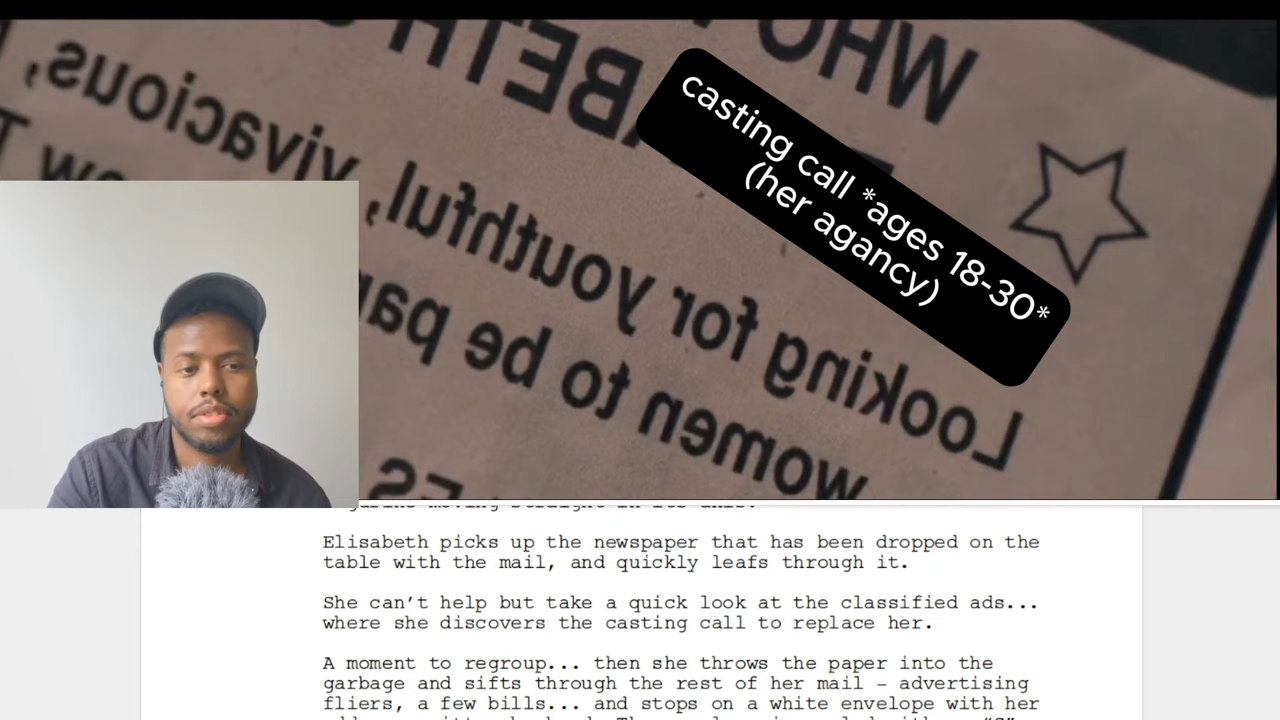 WHO
BETH
casting call *ages 18-30*
(her agancy)
Looking for youthful, vivacious,
women to be
Elisabeth picks up the newspaper that has been dropped on the
table with the mail, and quickly leafs through it.
She can't help but take a quick look at the classified ads...
where she discovers the casting call to replace her.
A moment to regroup... then she throws the paper into the
garbage and sifts through the rest of her mail – advertising
fliers, a few bills... and stops on a white envelope with her